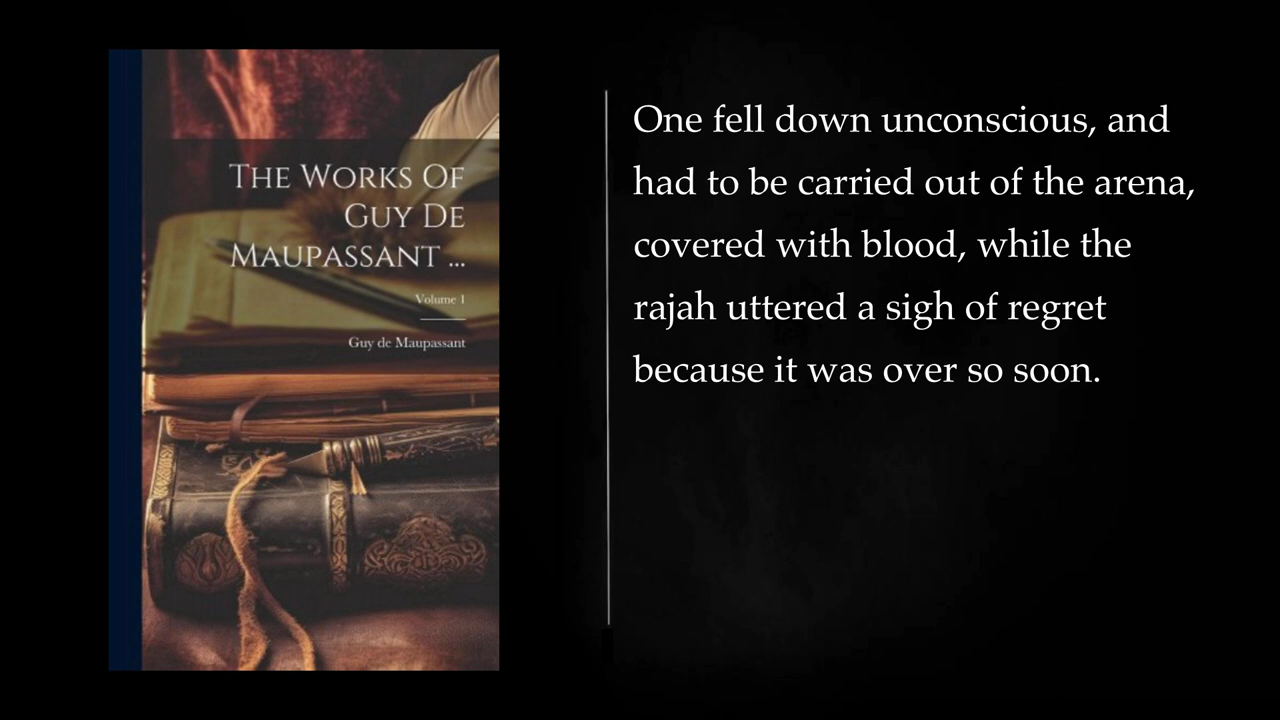 The Works Of
Guy De
Maupassant ...
Volume 1
Guy de Maupassant
One fell down unconscious, and
had to be carried out of the arena,
covered with blood, while the
rajah uttered a sigh of regret
because it was over so soon.